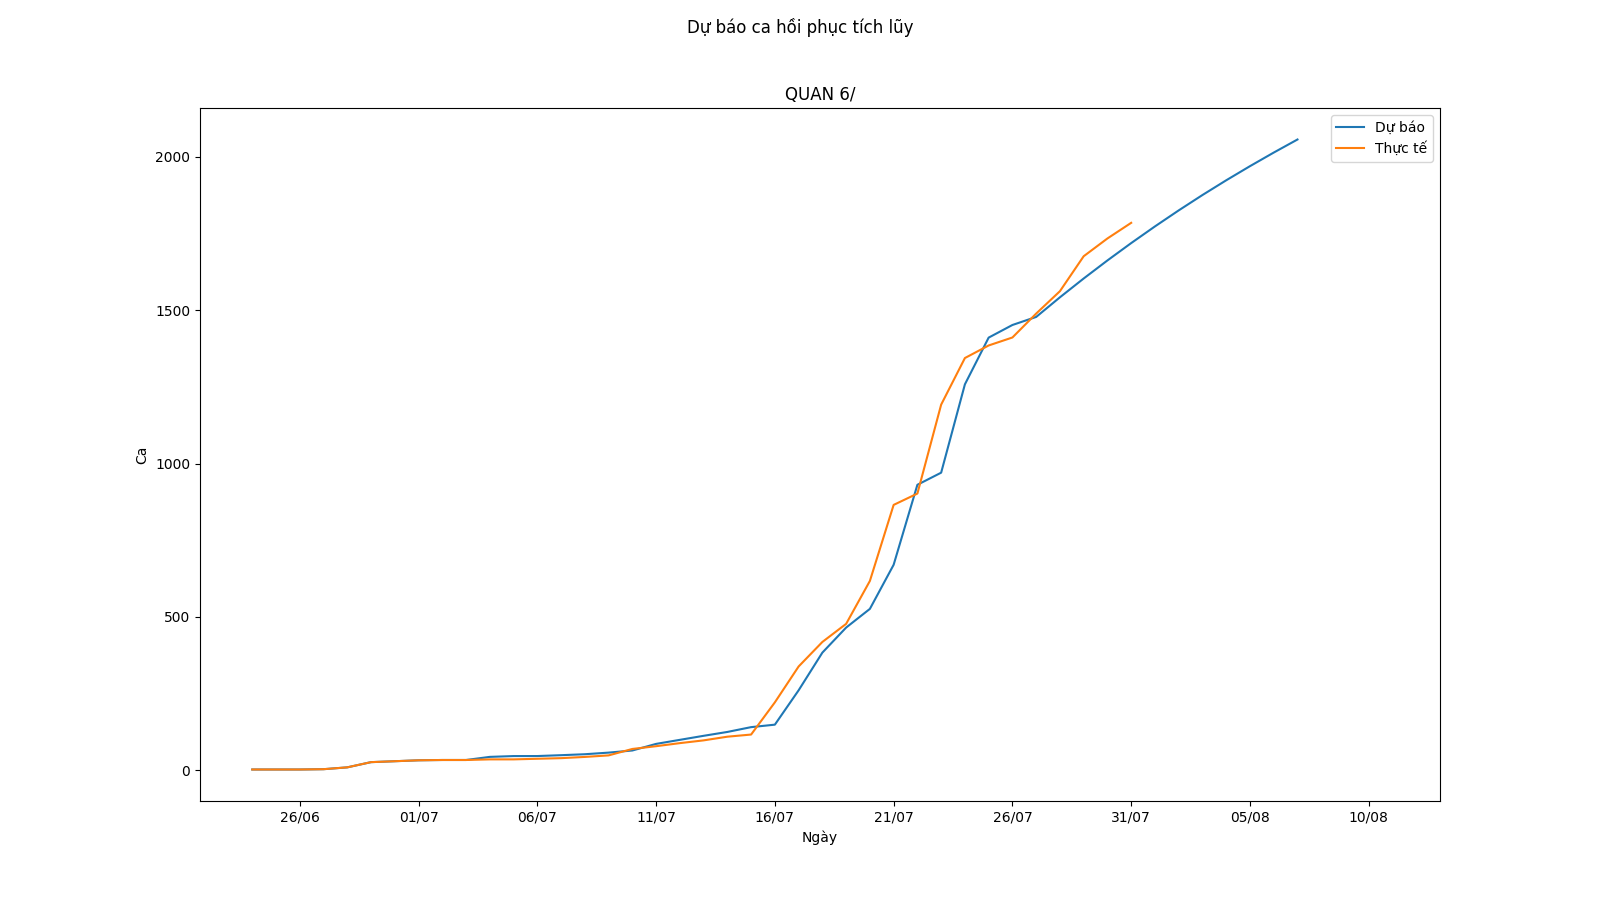 Dự báo ca hồi phục tích lũy
QUAN 6/
Dự báo
Thực tế
2000
1500
1000
500
0
Ca
26/06
01/07
06/07
11/07
16/07
21/07
26/07
31/07
05/08
10/08
Ngày